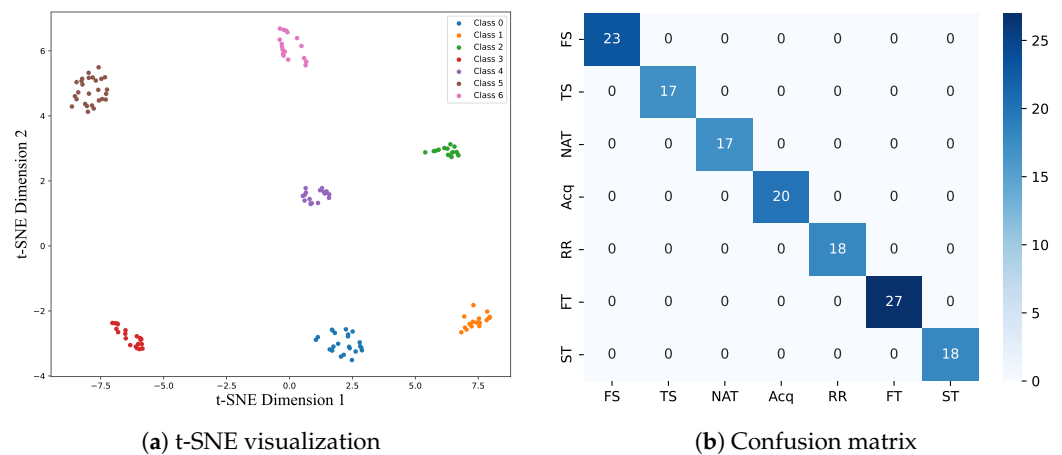 Class 0
Class 1
Class 2
Class 3
Class 4
Class 5
Class 6
6
4
2
0
−2
−4
t-SNE Dimension 2
−7.5
−5.0
−2.5
0.0
2.5
5.0
7.5
t-SNE Dimension 1
(a) t-SNE visualization
FS 23 0 0 0 0 0 0
TS 0 17 0 0 0 0 0
NAT 0 0 17 0 0 0 0
Acq 0 0 0 20 0 0 0
RR 0 0 0 0 18 0 0
FT 0 0 0 0 0 27 0
ST 0 0 0 0 0 0 18
FS TS NAT Acq RR FT ST
25
20
15
10
5
0
(b) Confusion matrix